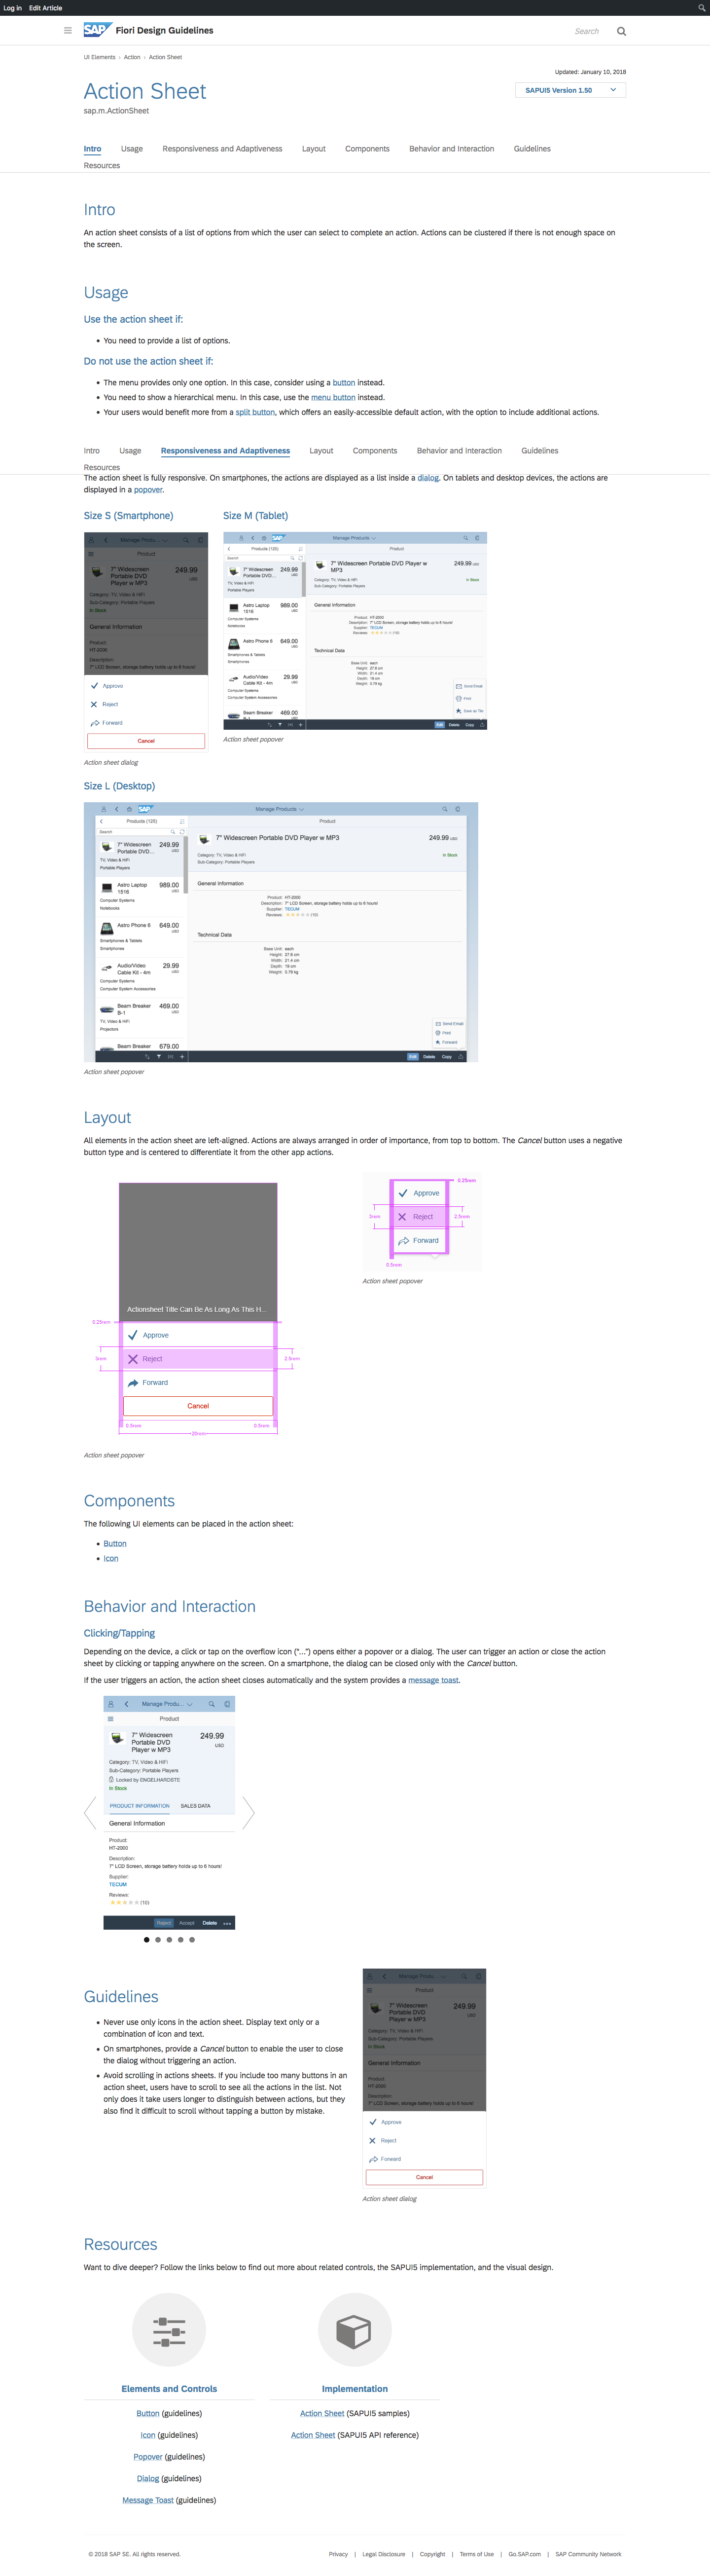 Log in Edit Article
SAP Fiori Design Guidelines
Search
UI Elements › Action › Action Sheet
Updated: January 10, 2018
Action Sheet
SAPUI5 Version 1.50
sap.m.ActionSheet
Intro Usage Responsiveness and Adaptiveness Layout Components Behavior and Interaction Guidelines
Resources
Intro
An action sheet consists of a list of options from which the user can select to complete an action. Actions can be clustered if there is not enough space on
the screen.
Usage
Use the action sheet if:
• You need to provide a list of options.
Do not use the action sheet if:
• The menu provides only one option. In this case, consider using a button instead.
• You need to show a hierarchical menu. In this case, use the menu button instead.
• Your users would benefit more from a split button, which offers an easily-accessible default action, with the option to include additional actions.
Intro Usage Responsiveness and Adaptiveness Layout Components Behavior and Interaction Guidelines
Resources
The action sheet is fully responsive. On smartphones, the actions are displayed as a list inside a dialog. On tablets and desktop devices, the actions are
displayed in a popover.
Size S (Smartphone)
Manage Produ...
Product
7" Widescreen 249.99
Portable DVD USD
Player w MP3
Category: TV, Video & HiFi
Sub-Category: Portable Players
In Stock
General Information
Product:
HT-2000
Description:
7" LCD Screen, storage battery holds up to 6 hours!
Approve
Reject
Forward
Cancel
Action sheet dialog
Size M (Tablet)
SAP Manage Products
Products (125) Product
Search
7" Widescreen 249.99
Portable DVD... USD
TV, Video & HiFi
Portable Players
Astro Laptop 989.00
1516 USD
Computer Systems
Notebooks
Astro Phone 6 649.00
USD
Smartphones & Tablets
Smartphones
Audio/Video 29.99
Cable Kit - 4m USD
Computer Systems
Computer System Accessories
Beam Breaker 469.00
B-1 USD
7" Widescreen Portable DVD Player w 249.99 USD
MP3
Category: TV, Video & HiFi In Stock
Sub-Category: Portable Players
General Information
Product: HT-2000
Description: 7" LCD Screen, storage battery holds up to 6 hours!
Supplier: TECUM
Reviews: (10)
Technical Data
Base Unit: each
Height: 37.6 cm
Width: 21.4 cm
Depth: 19 cm
Weight: 0.79 kg
Send Email
Print
Save as Tile
Edit Delete Copy
Action sheet popover
Size L (Desktop)
SAP Manage Products
Products (125) Product
Search
7" Widescreen 249.99
Portable DVD... USD
TV, Video & HiFi
Portable Players
Astro Laptop 989.00
1516 USD
Computer Systems
Notebooks
Astro Phone 6 649.00
USD
Smartphones & Tablets
Smartphones
Audio/Video 29.99
Cable Kit - 4m USD
Computer Systems
Computer System Accessories
Beam Breaker 469.00
B-1 USD
TV, Video & HiFi
Projectors
Beam Breaker 679.00
7" Widescreen Portable DVD Player w MP3 249.99 USD
Category: TV, Video & HiFi In Stock
Sub-Category: Portable Players
General Information
Product: HT-2000
Description: 7" LCD Screen, storage battery holds up to 6 hours!
Supplier: TECUM
Reviews: (10)
Technical Data
Base Unit: each
Height: 37.6 cm
Width: 21.4 cm
Depth: 19 cm
Weight: 0.79 kg
Send Email
Print
Forward
Edit Delete Copy
Action sheet popover
Layout
All elements in the action sheet are left-aligned. Actions are always arranged in order of importance, from top to bottom. The Cancel button uses a negative
button type and is centered to differentiate it from the other app actions.
Actionsheet Title Can Be As Long As This H...
0.25rem
Approve
3rem Reject 2.5rem
Forward
Cancel
0.5rem 0.5rem
20rem
Action sheet popover
0.25rem
Approve
3rem Reject 2.5rem
Forward
0.5rem
Action sheet popover
Components
The following UI elements can be placed in the action sheet:
• Button
• Icon
Behavior and Interaction
Clicking/Tapping
Depending on the device, a click or tap on the overflow icon ("...") opens either a popover or a dialog. The user can trigger an action or close the action
sheet by clicking or tapping anywhere on the screen. On a smartphone, the dialog can be closed only with the Cancel button.
If the user triggers an action, the action sheet closes automatically and the system provides a message toast.
Manage Produ...
Product
7" Widescreen 249.99
Portable DVD USD
Player w MP3
Category: TV, Video & HiFi
Sub-Category: Portable Players
Locked by ENGELHARDSTE
In Stock
PRODUCT INFORMATION SALES DATA
General Information
Product:
HT-2000
Description:
7" LCD Screen, storage battery holds up to 6 hours!
Supplier:
TECUM
Reviews:
(10)
Reject Accept Delete
Guidelines
• Never use only icons in the action sheet. Display text only or a
combination of icon and text.
• On smartphones, provide a Cancel button to enable the user to close
the dialog without triggering an action.
• Avoid scrolling in actions sheets. If you include too many buttons in an
action sheet, users have to scroll to see all the actions in the list. Not
only does it take users longer to distinguish between actions, but they
also find it difficult to scroll without tapping a button by mistake.
Manage Produ...
Product
7" Widescreen 249.99
Portable DVD USD
Player w MP3
Category: TV, Video & HiFi
Sub-Category: Portable Players
In Stock
General Information
Product:
HT-2000
Description:
7" LCD Screen, storage battery holds up to 6 hours!
Approve
Reject
Forward
Cancel
Action sheet dialog
Resources
Want to dive deeper? Follow the links below to find out more about related controls, the SAPUI5 implementation, and the visual design.
Elements and Controls
Button (guidelines)
Icon (guidelines)
Popover (guidelines)
Dialog (guidelines)
Message Toast (guidelines)
Implementation
Action Sheet (SAPUI5 samples)
Action Sheet (SAPUI5 API reference)
© 2018 SAP SE. All rights reserved.
Privacy | Legal Disclosure | Copyright | Terms of Use | Go.SAP.com | SAP Community Network